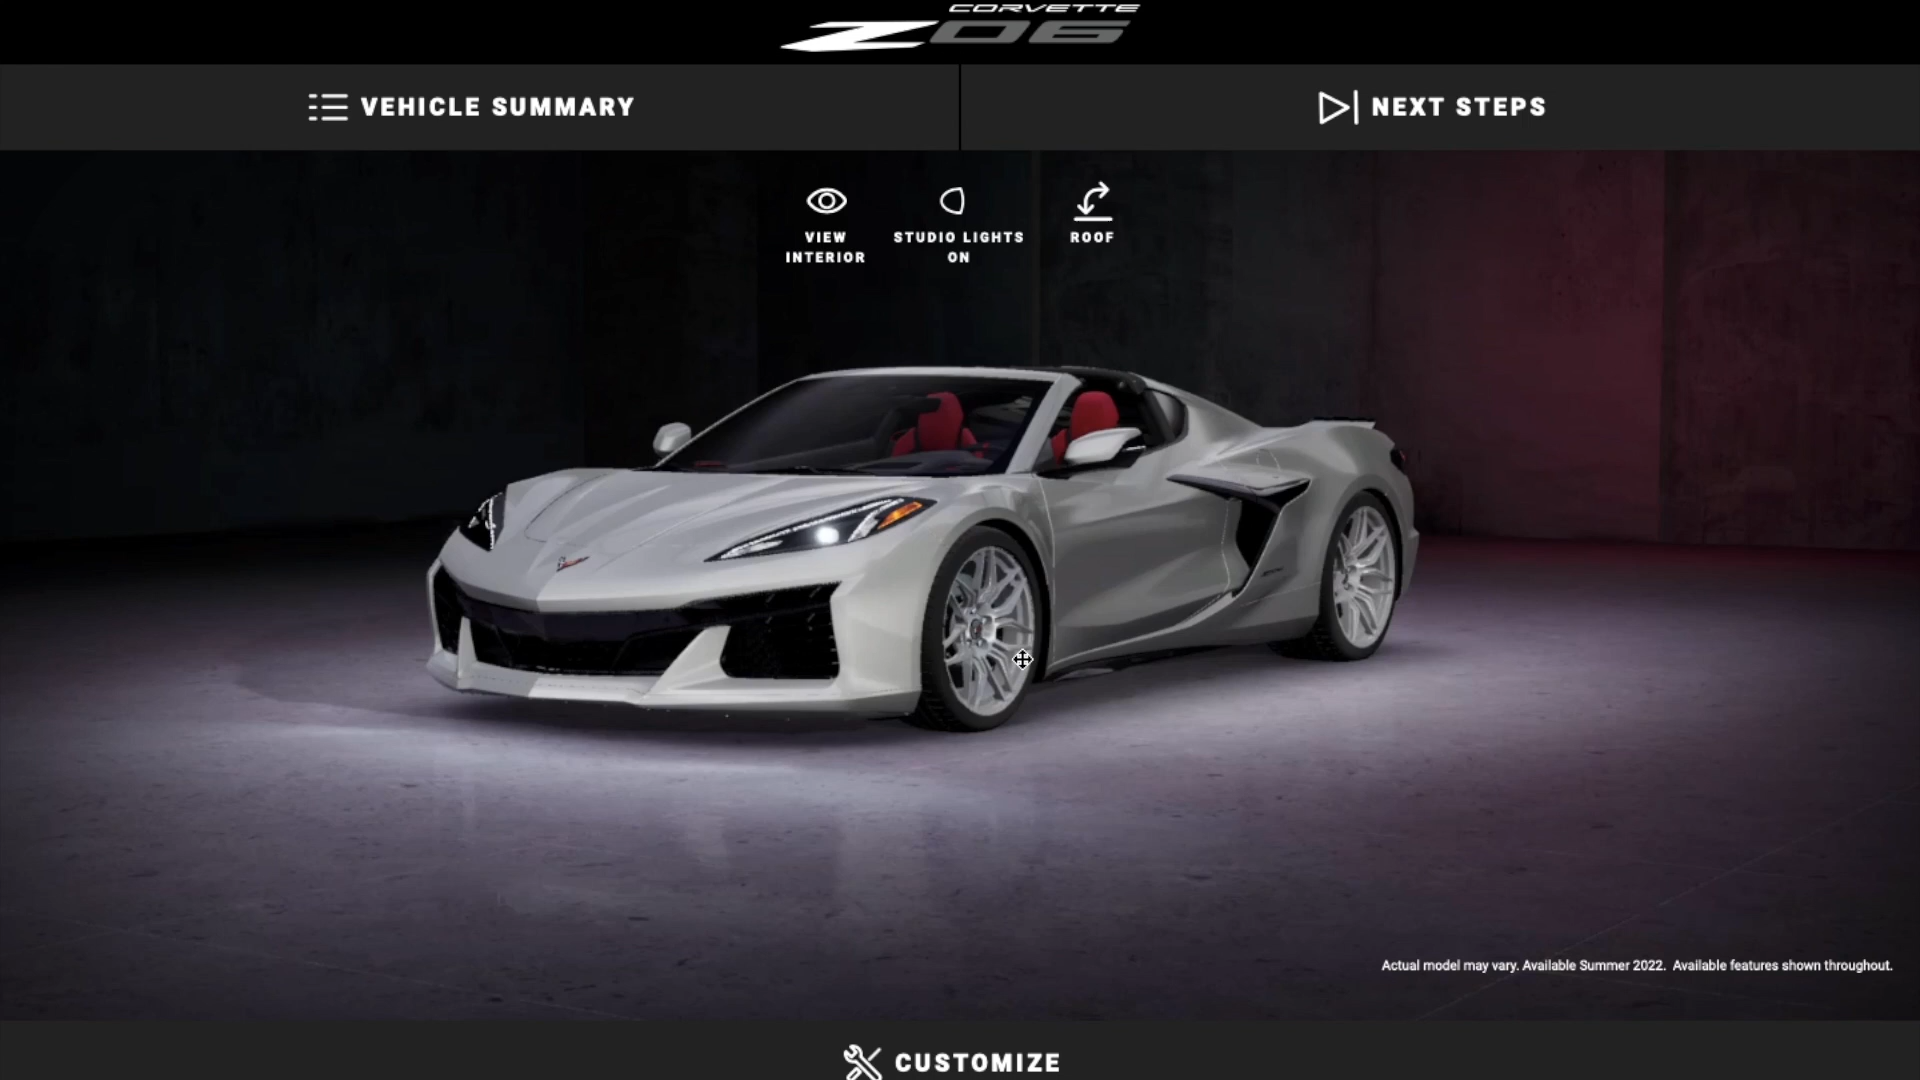 CORVETTE
Z06
VEHICLE SUMMARY
NEXT STEPS
VIEW
INTERIOR
STUDIO LIGHTS
ON
ROOF
Actual model may vary. Available Summer 2022. Available features shown throughout.
CUSTOMIZE